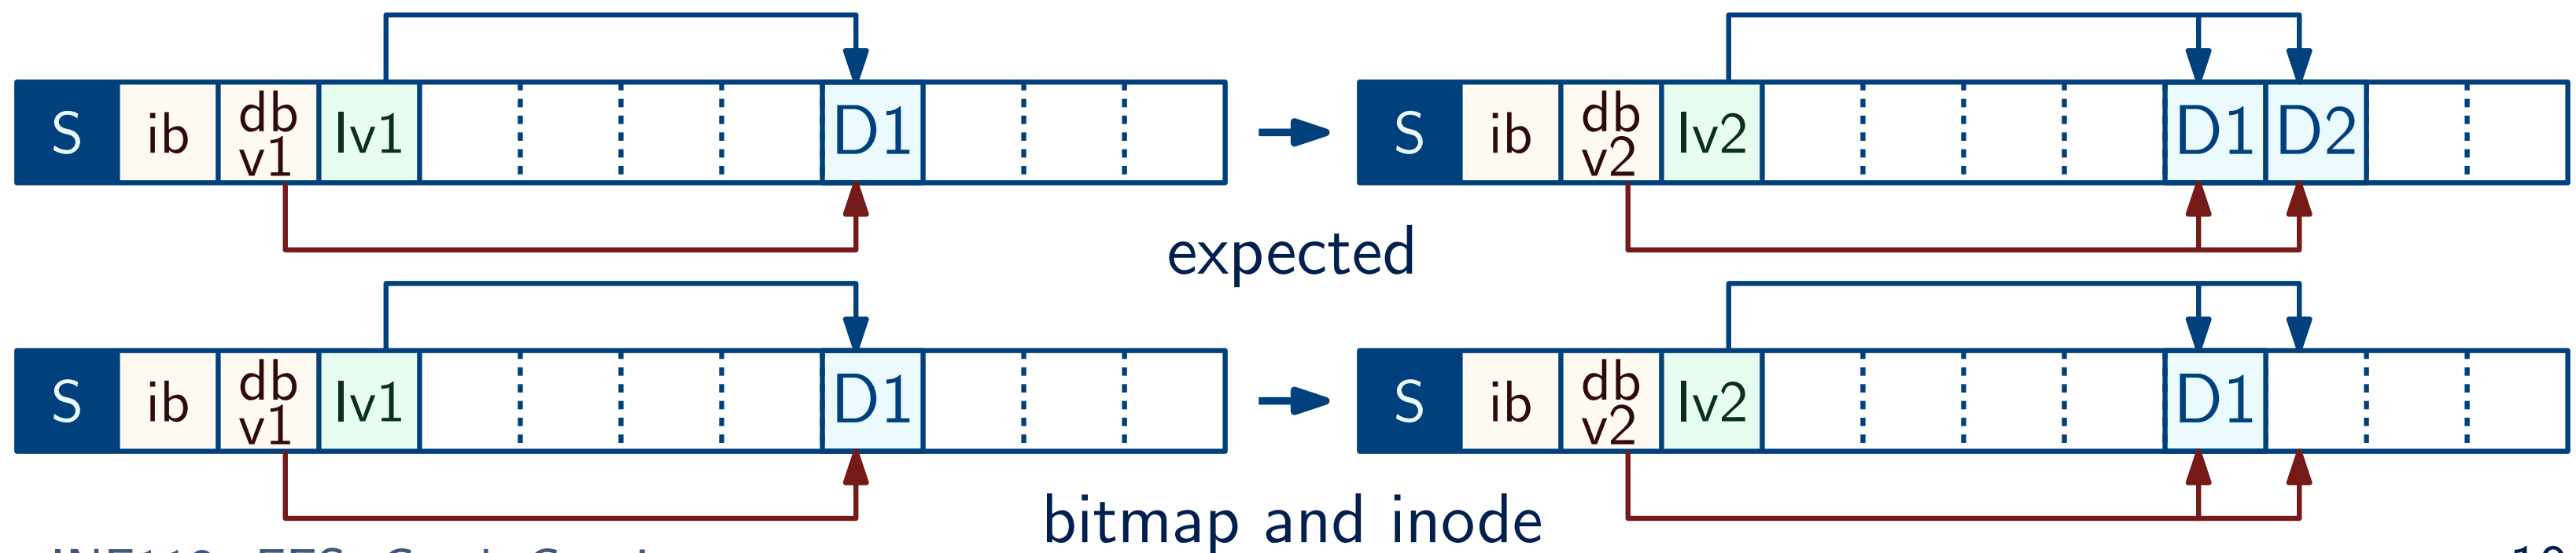 S ib db v1 Iv1 D1 S ib db v2 Iv2 D1 D2
expected
S ib db v1 Iv1 D1 S ib db v2 Iv2 D1
bitmap and inode